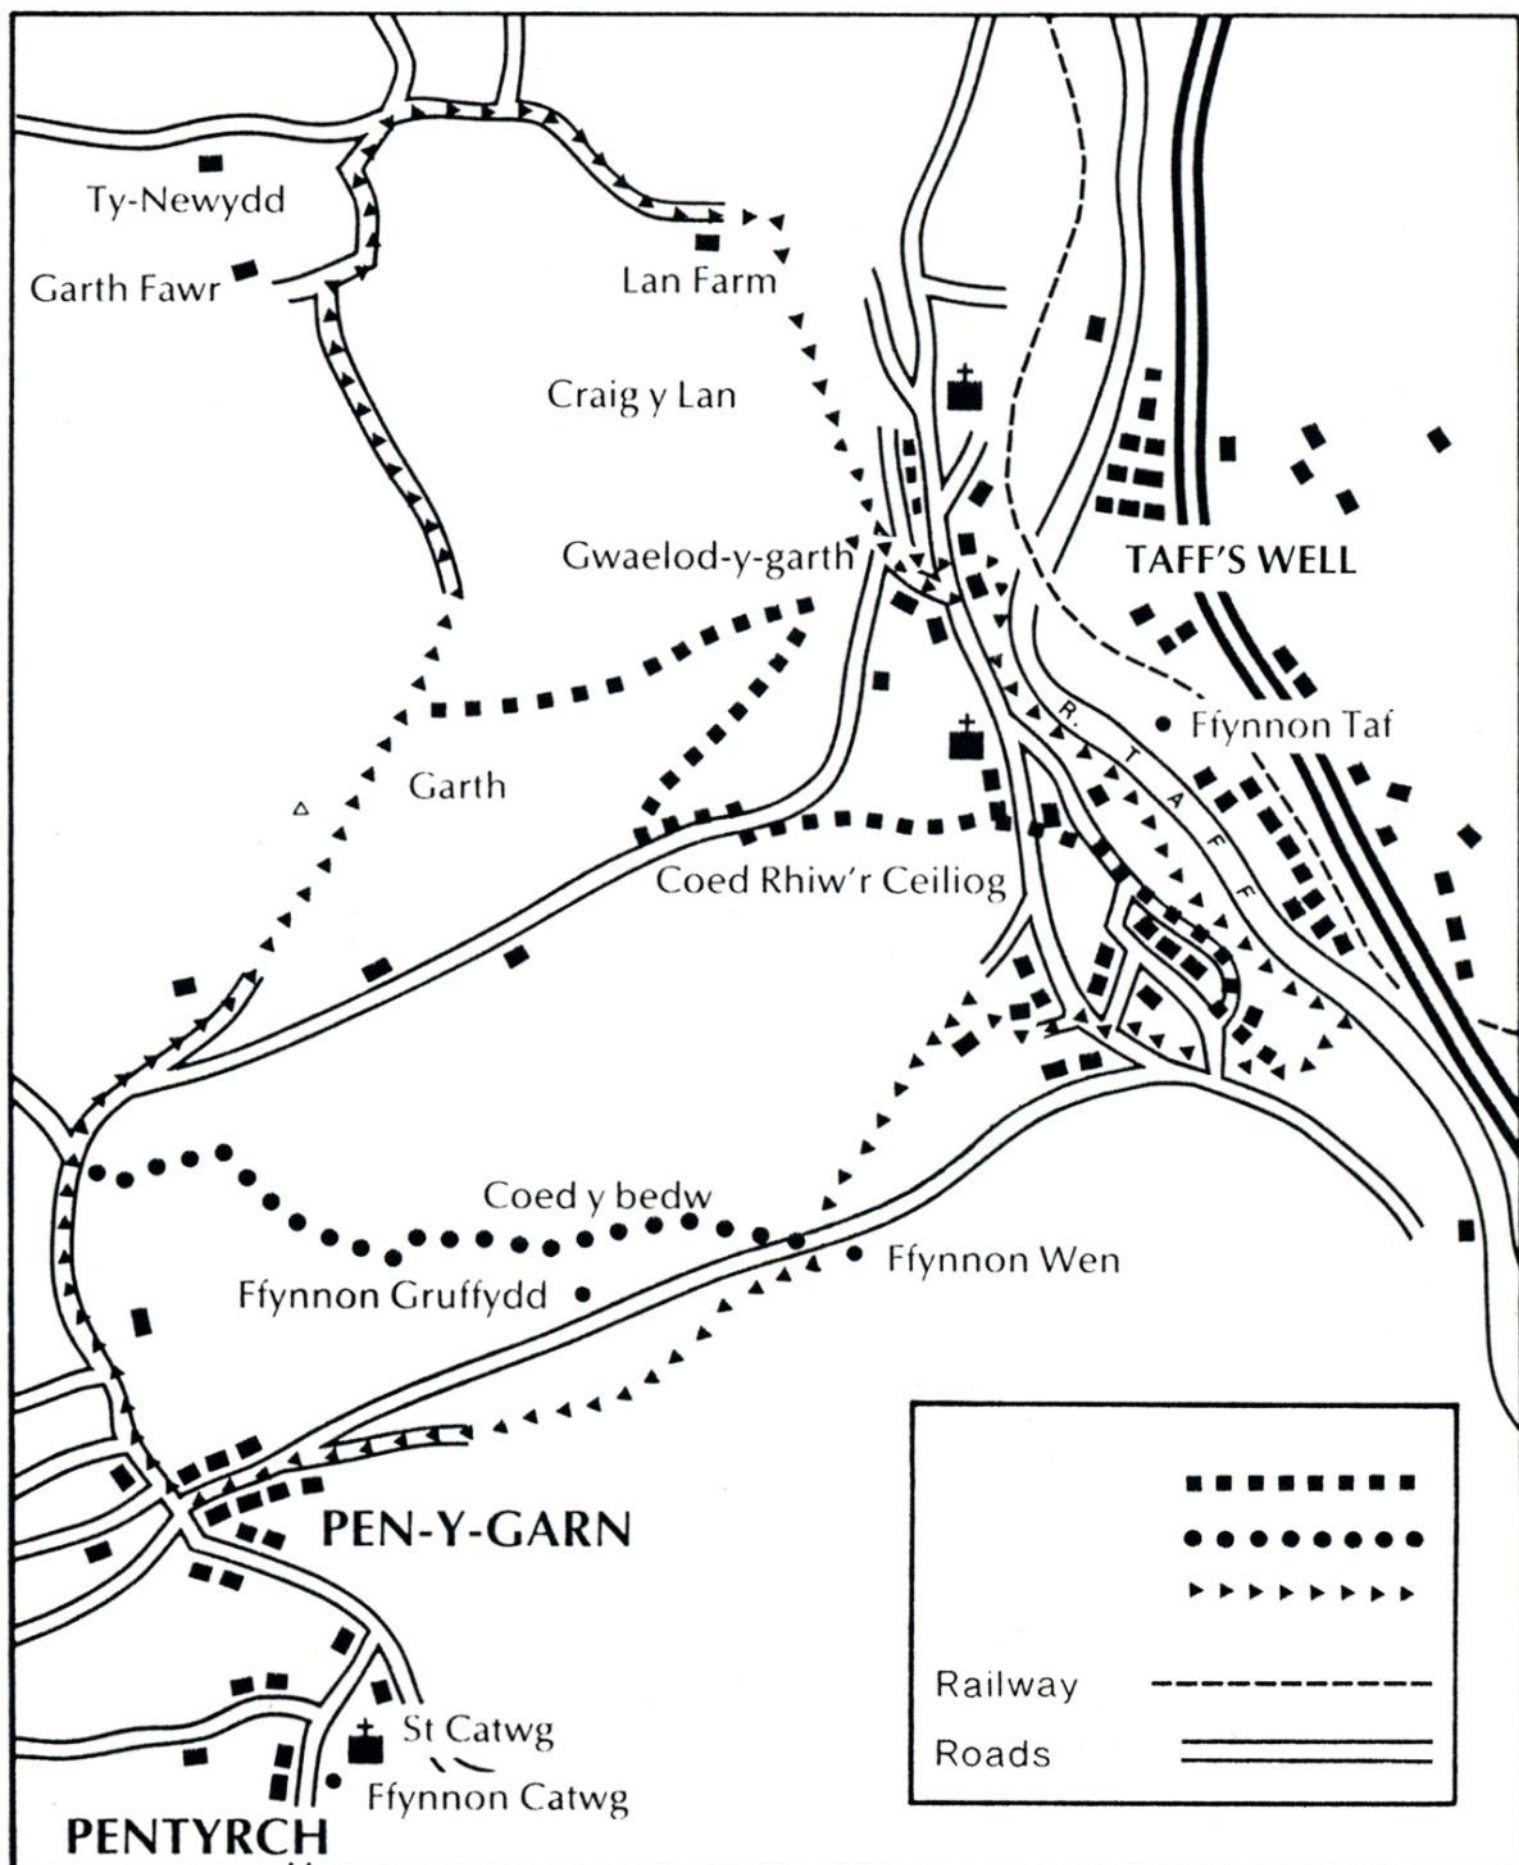 Ty-Newydd
Garth Fawr
Lan Farm
Craig y Lan
Gwaelod-y-garth
TAFF'S WELL
R. TAFF
Ffynnon Taf
Garth
Coed Rhiw'r Ceiliog
Coed y bedw
Ffynnon Gruffydd
Ffynnon Wen
PEN-Y-GARN
St Catwg
Ffynnon Catwg
PENTYRCH
Railway
Roads